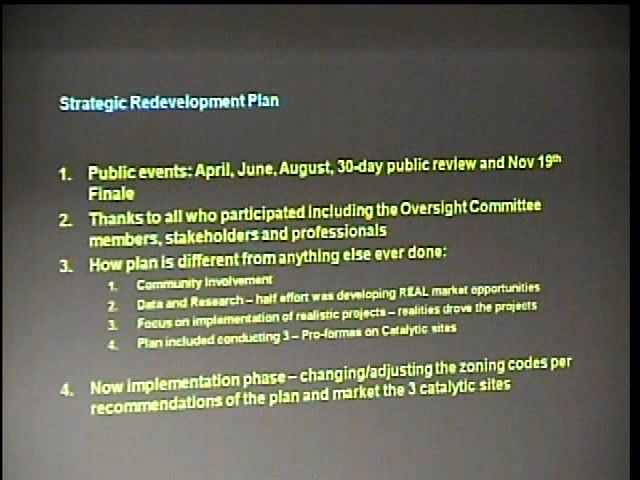 Strategic Redevelopment Plan
1. Public events: April, June, August, 30-day public review and Nov 19th
Finale
2. Thanks to all who participated including the Oversight Committee
members, stakeholders and professionals
3. How plan is different from anything else ever done:
1. Community Involvement
2. Data and Research – half effort was developing REAL market opportunities
3. Focus on implementation of realistic projects – realities drove the projects
4. Plan included conducting 3 – Pro-formas on Catalytic sites
4. Now implementation phase – changing/adjusting the zoning codes per
recommendations of the plan and market the 3 catalytic sites